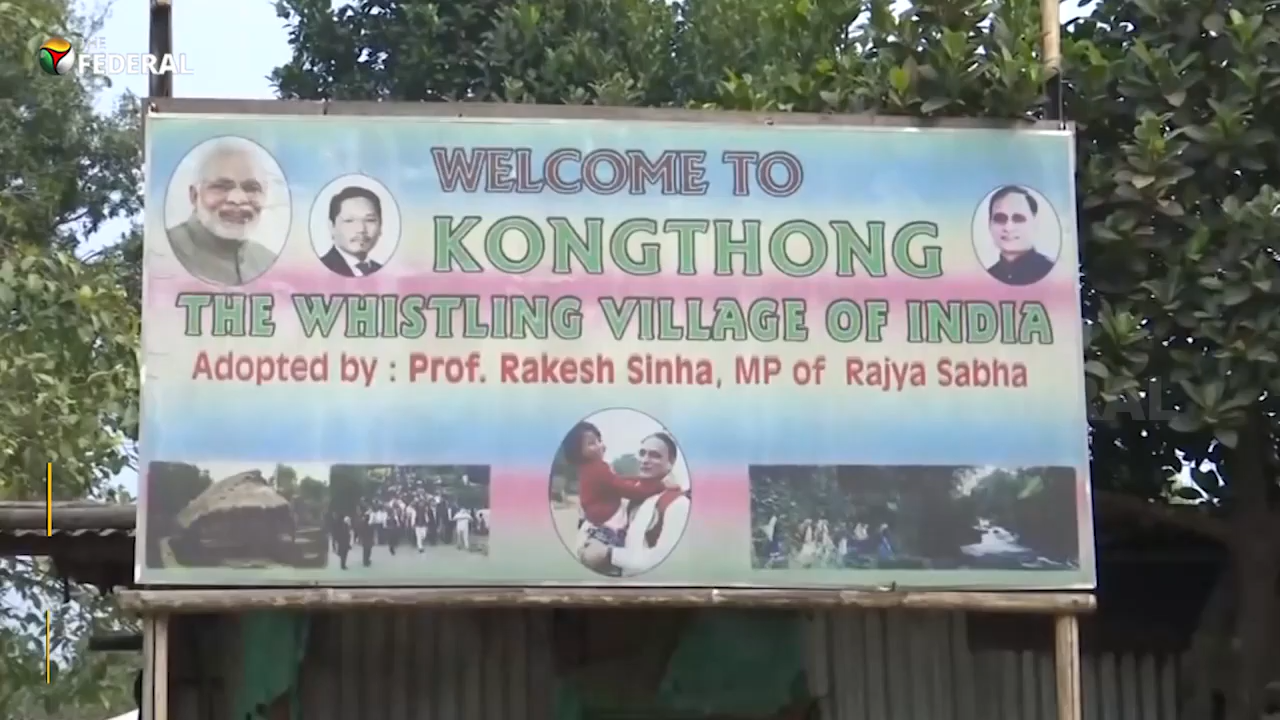 THE
FEDERAL
WELCOME TO
KONGTHONG
THE WHISTLING VILLAGE OF INDIA
Adopted by : Prof. Rakesh Sinha, MP of Rajya Sabha